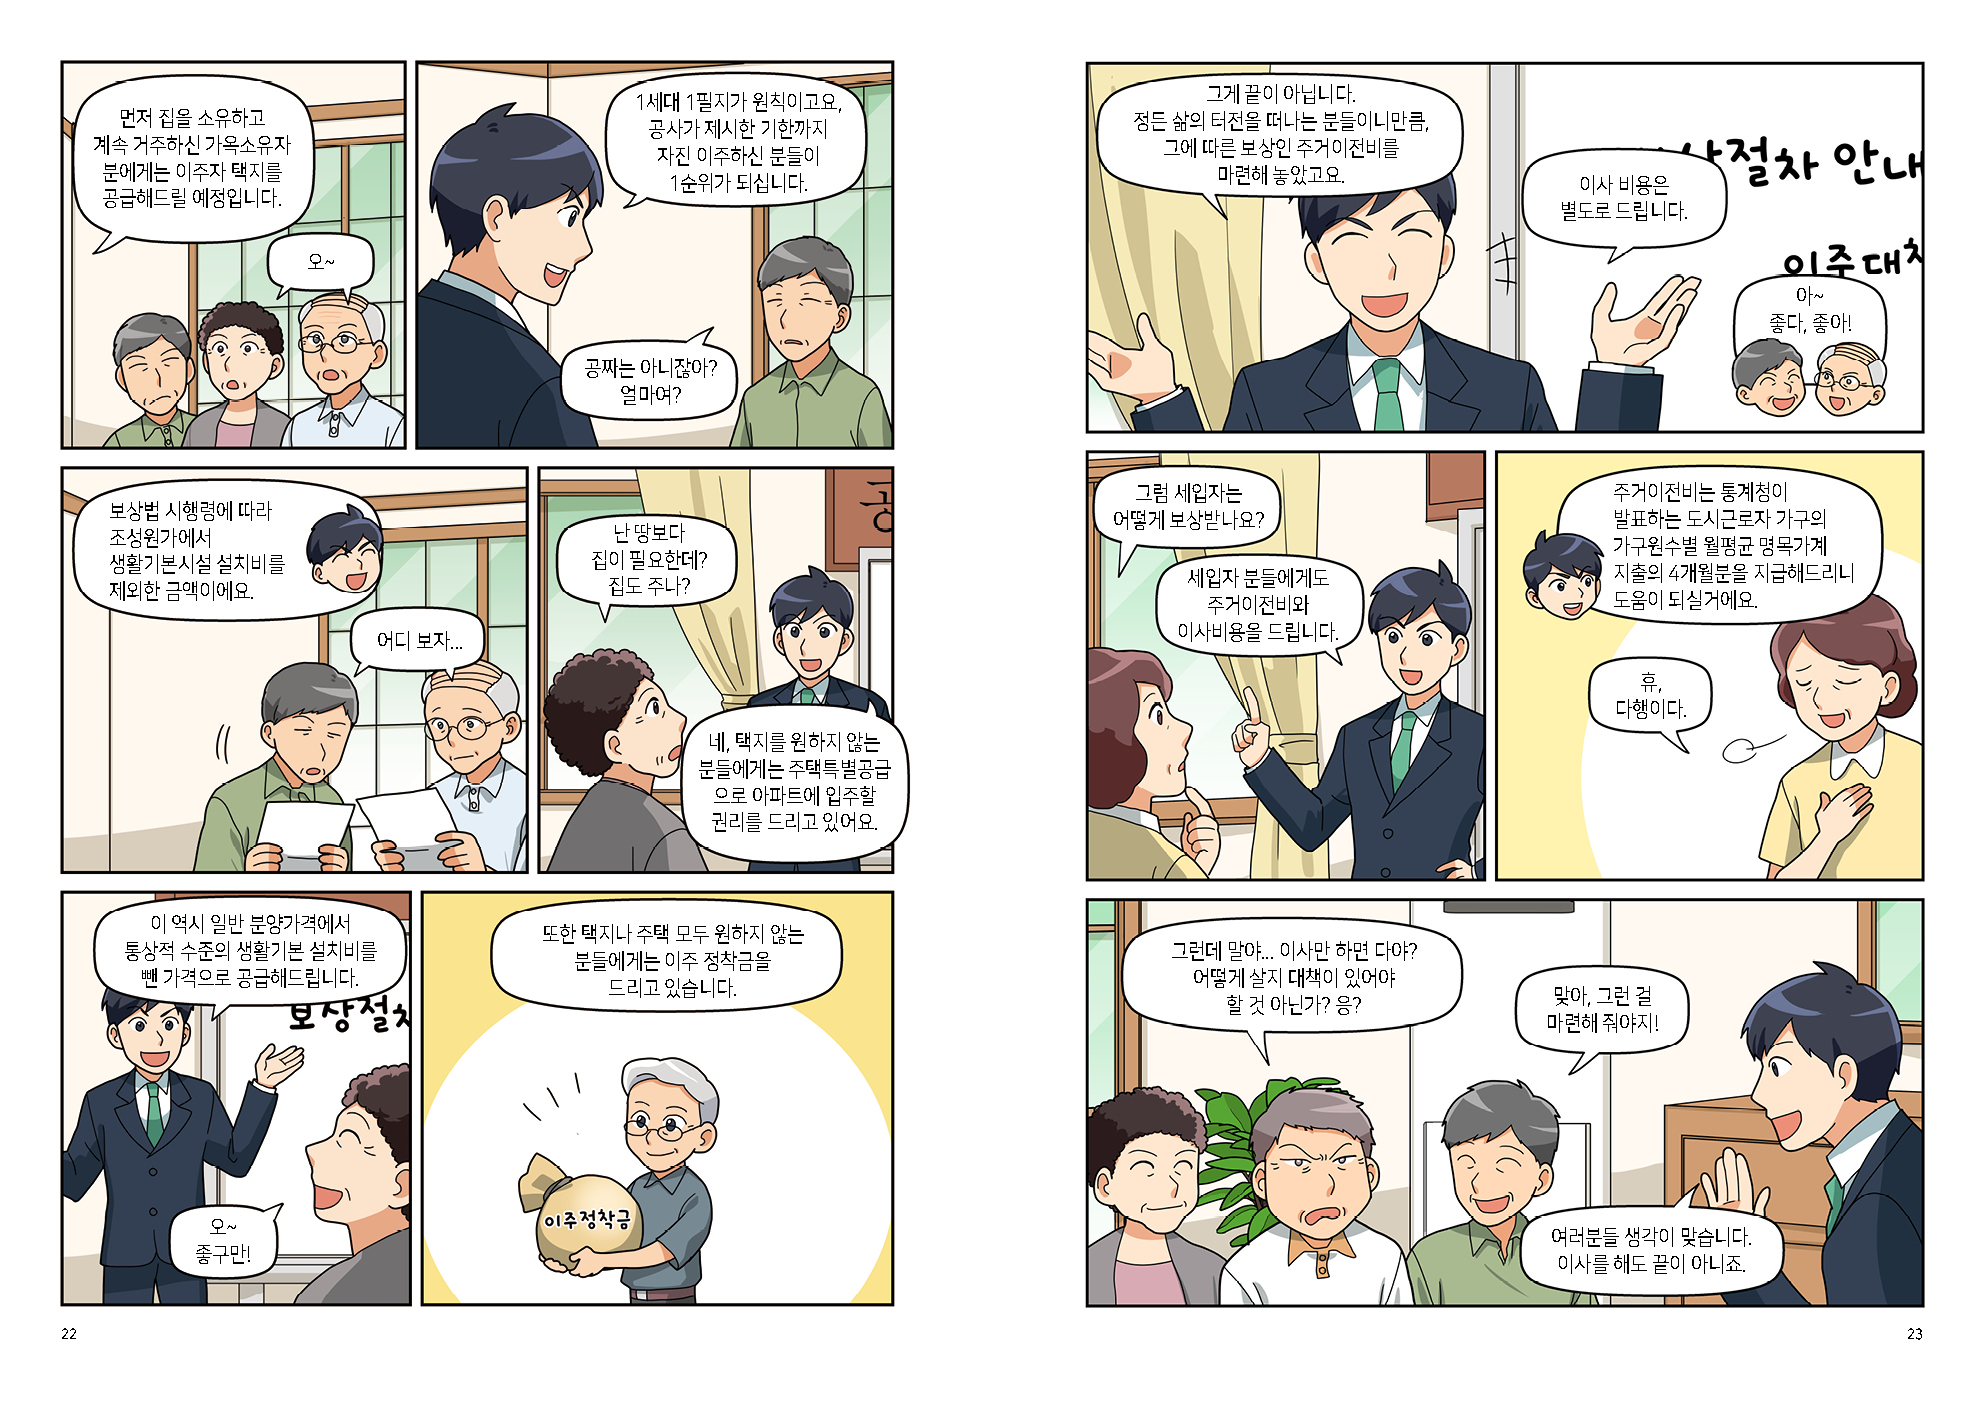 먼저 집을 소유하고
계속 거주하신 가옥소유자
분에게는 이주자 택지를
공급해드릴 예정입니다.
오~
1세대 1필지가 원칙이고요,
공사가 제시한 기한까지
자진 이주하신 분들이
1순위가 되십니다.
공짜는 아니잖아?
얼마여?
보상법 시행령에 따라
조성원가에서
생활기본시설 설치비를
제외한 금액이에요.
어디 보자...
공
난 땅보다
집이 필요한데?
집도 주나?
네, 택지를 원하지 않는
분들에게는 주택특별공급
으로 아파트에 입주할
권리를 드리고 있어요.
이 역시 일반 분양가격에서
통상적 수준의 생활기본 설치비를
뺀 가격으로 공급해드립니다.
보상절차
오~
좋구만!
또한 택지나 주택 모두 원하지 않는
분들에게는 이주 정착금을
드리고 있습니다.
이주정착금
22
그게 끝이 아닙니다.
정든 삶의 터전을 떠나는 분들이니만큼,
그에 따른 보상인 주거이전비를
마련해 놓았고요.
상절차 안내
이사 비용은
별도로 드립니다.
이주대책
아~
좋다, 좋아!
그럼 세입자는
어떻게 보상받나요?
세입자 분들에게도
주거이전비와
이사비용을 드립니다.
주거이전비는 통계청이
발표하는 도시근로자 가구의
가구원수별 월평균 명목가계
지출의 4개월분을 지급해드리니
도움이 되실거에요.
휴,
다행이다.
그런데 말야... 이사만 하면 다야?
어떻게 살지 대책이 있어야
할 것 아닌가? 응?
맞아, 그런 걸
마련해 줘야지!
여러분들 생각이 맞습니다.
이사를 해도 끝이 아니죠.
23